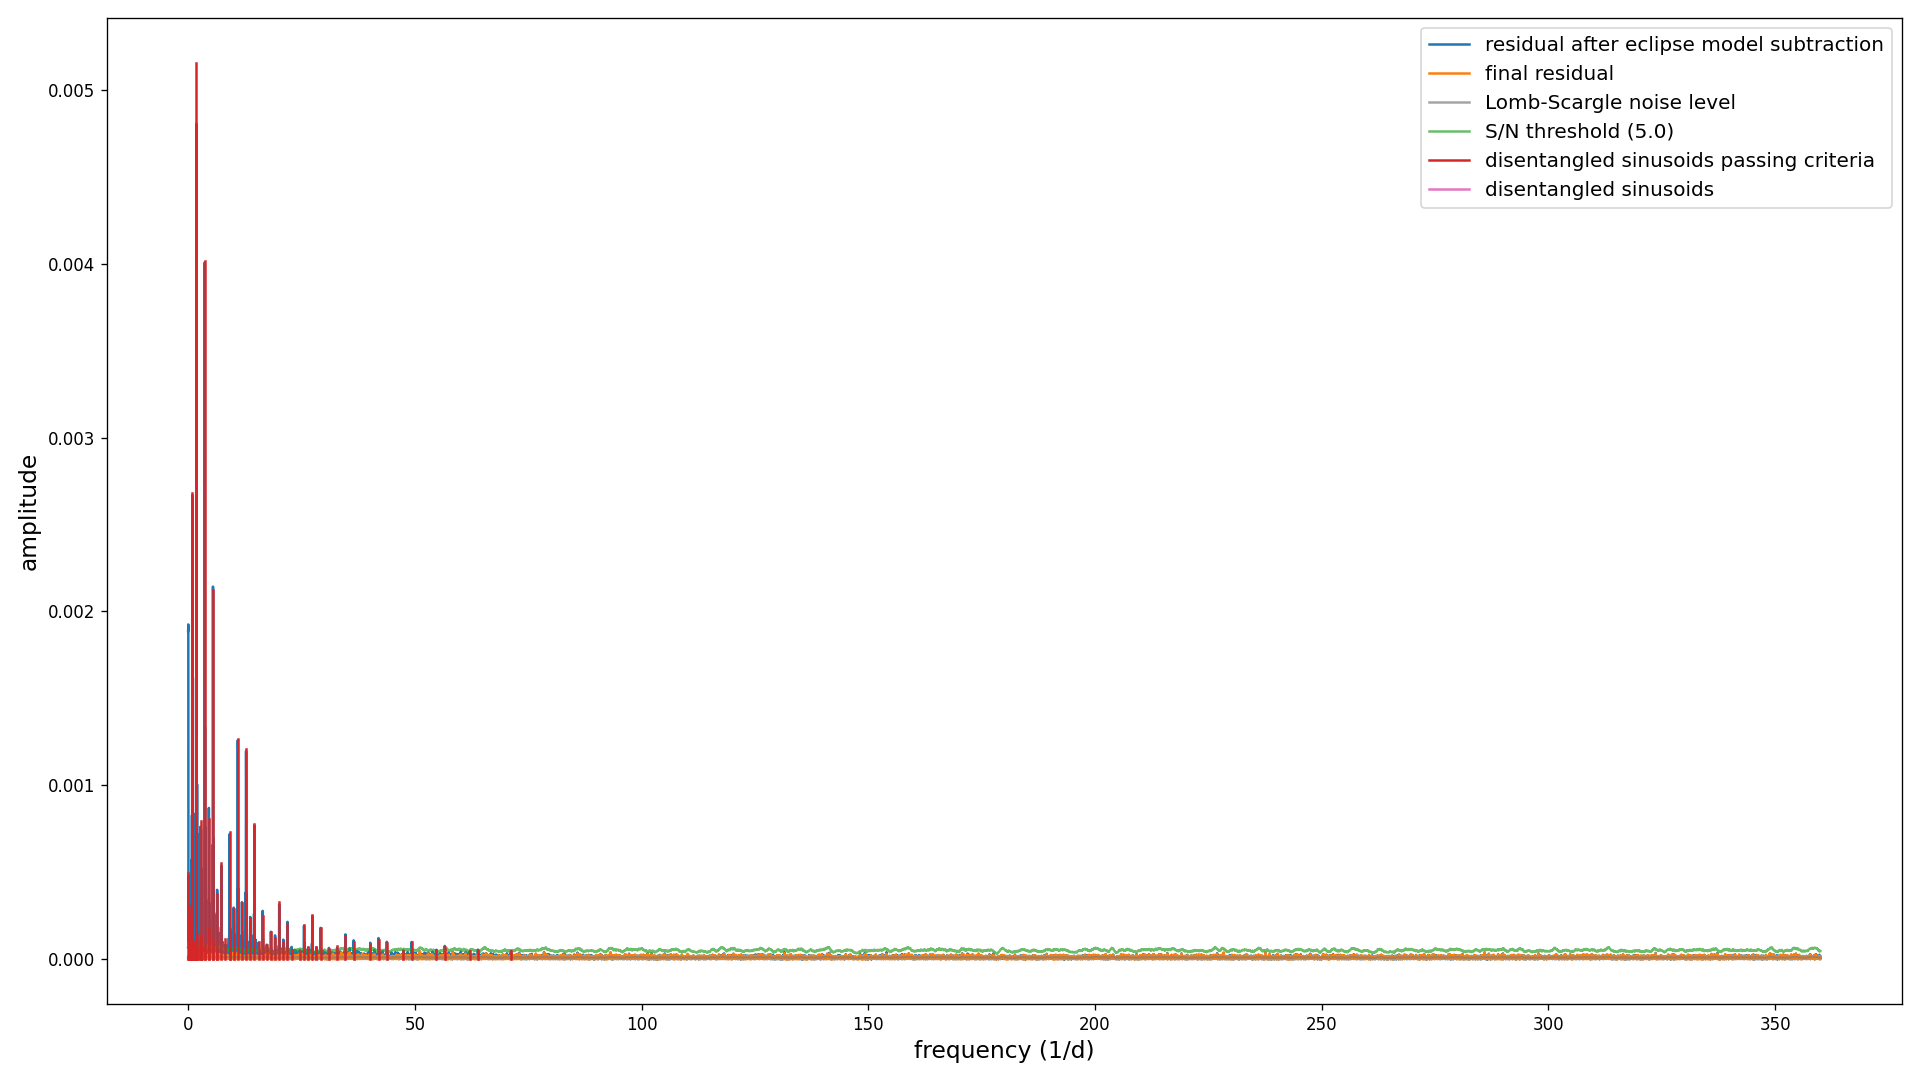 residual after eclipse model subtraction
final residual
Lomb-Scargle noise level
S/N threshold (5.0)
disentangled sinusoids passing criteria
disentangled sinusoids
0.005
0.004
0.003
0.002
0.001
0.000
amplitude
0 50 100 150 200 250 300 350
frequency (1/d)